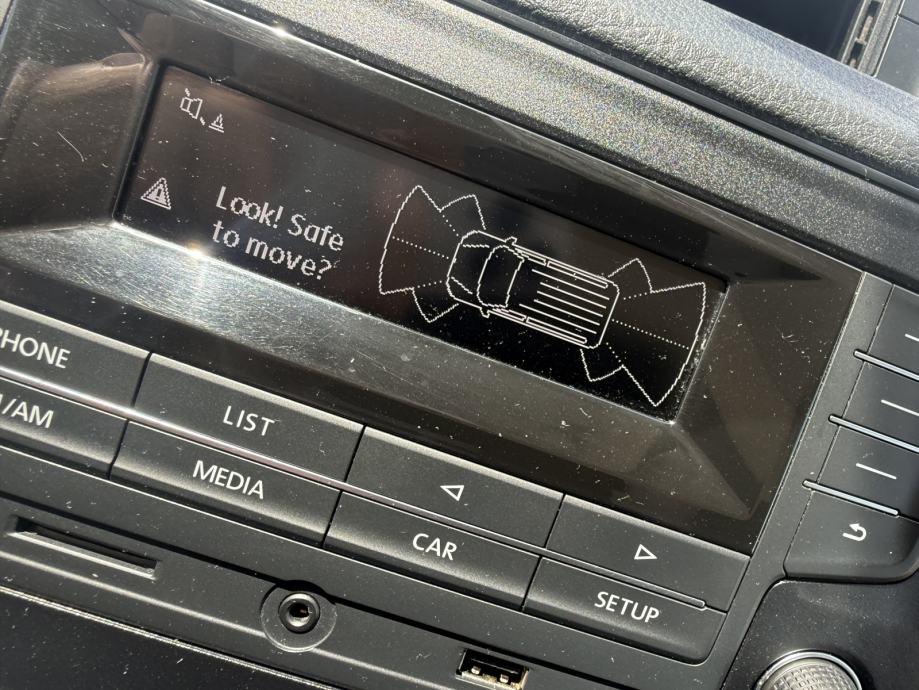 Look! Safe
to move?
PHONE
LIST
/AM
MEDIA
CAR
SETUP